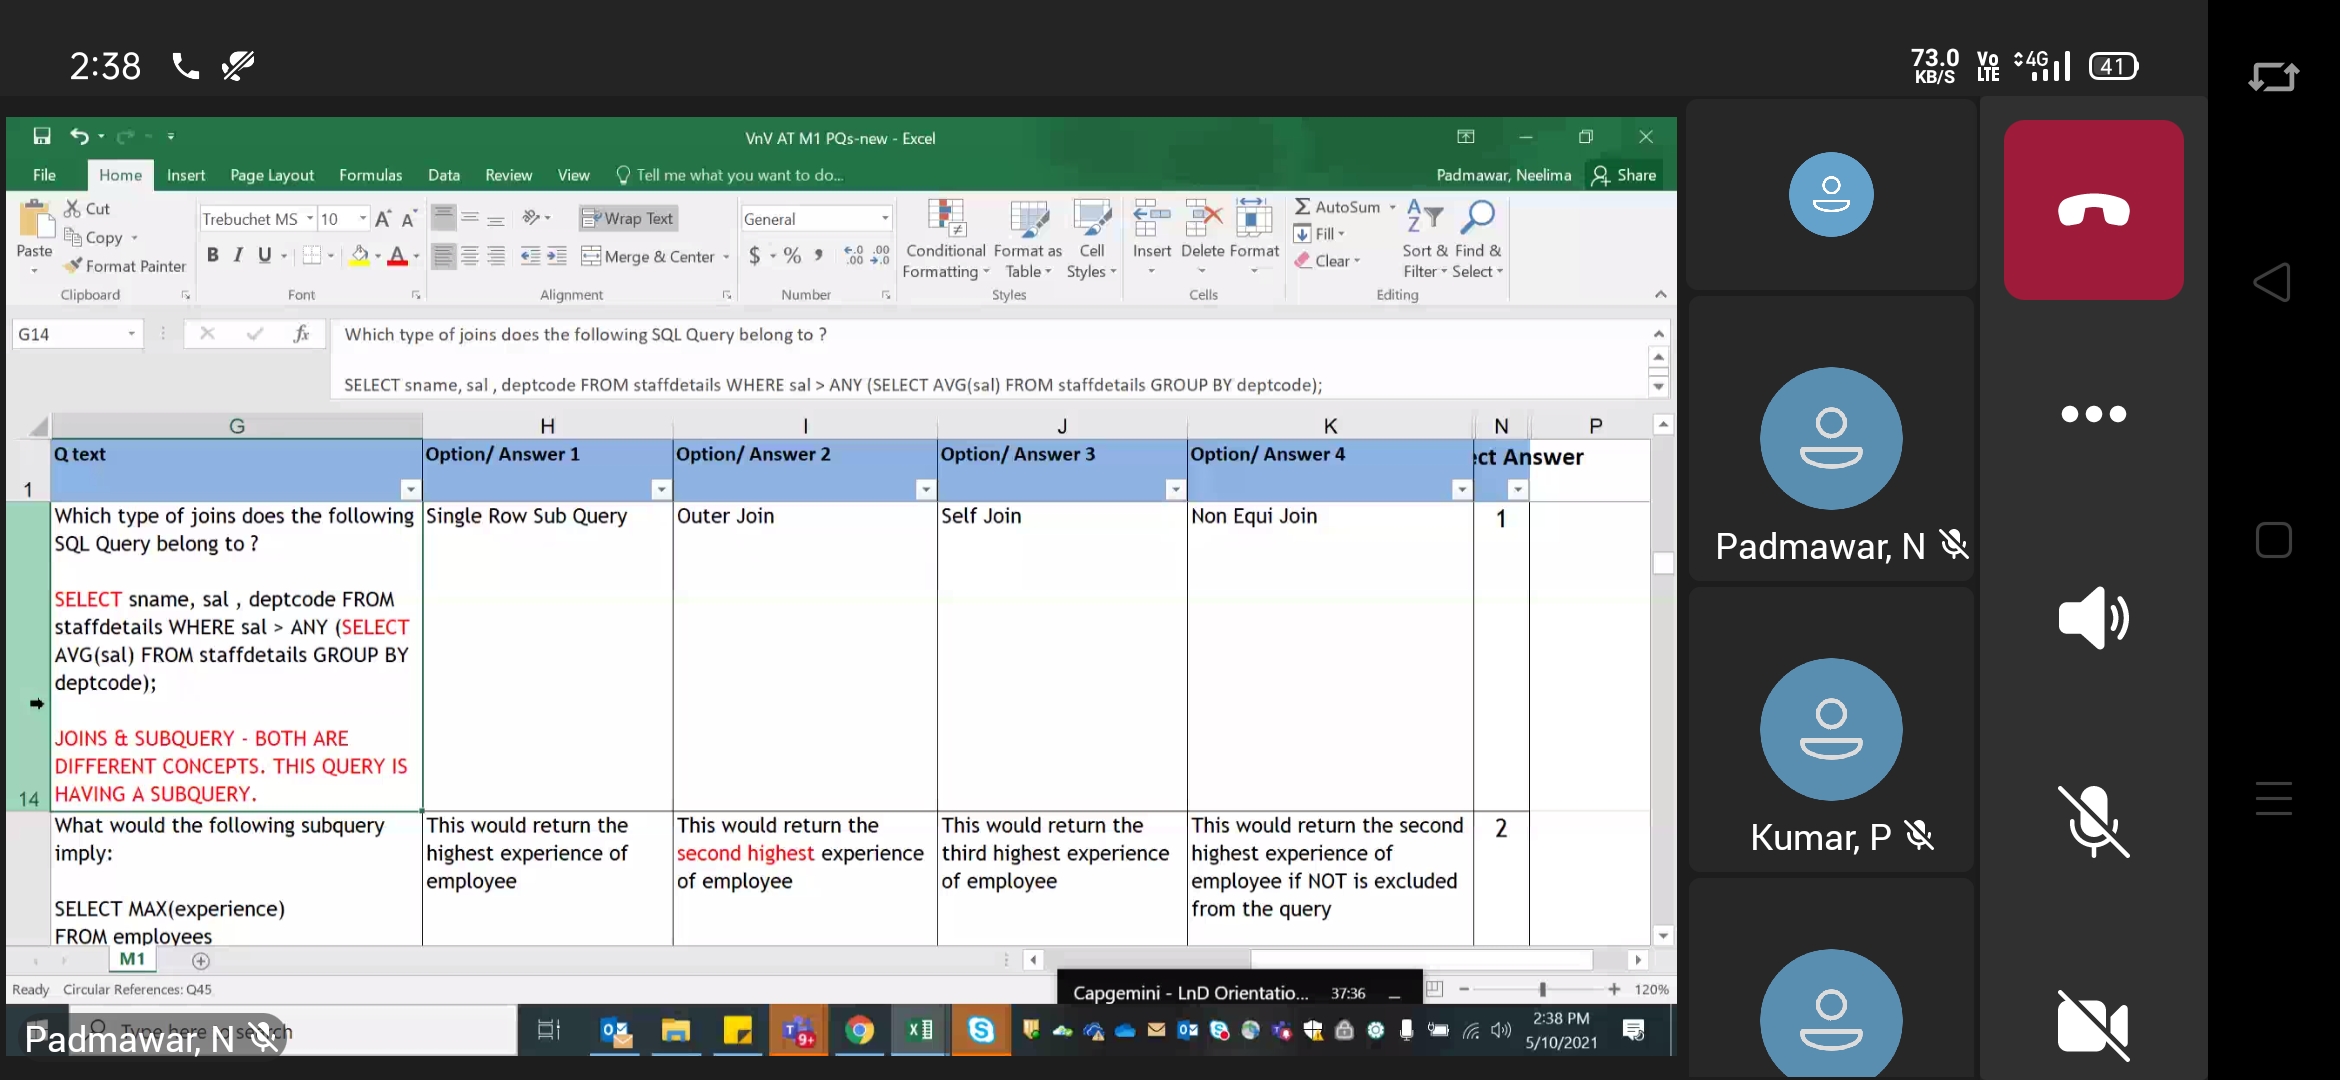 2:38
73.0
KB/S
Vo
LTE
4G
41
VnV AT M1 PQs-new - Excel
File Home Insert Page Layout Formulas Data Review View Tell me what you want to do...
Padmawar, Neelima Share
Cut
Copy
Format Painter
Paste
Clipboard
Trebuchet MS 10
B I U
Font
Wrap Text
Merge & Center
Alignment
General
$ % ,
Number
Conditional Formatting
Format as Table
Cell Styles
Styles
Insert Delete Format
Cells
AutoSum
Fill
Clear
Sort & Filter
Find & Select
Editing
G14
fx
Which type of joins does the following SQL Query belong to ?
SELECT sname, sal , deptcode FROM staffdetails WHERE sal > ANY (SELECT AVG(sal) FROM staffdetails GROUP BY deptcode);
G H I J K N P
1
Q text
Option/ Answer 1
Option/ Answer 2
Option/ Answer 3
Option/ Answer 4
ct Answer
14
Which type of joins does the following
SQL Query belong to ?
SELECT sname, sal , deptcode FROM
staffdetails WHERE sal > ANY (SELECT
AVG(sal) FROM staffdetails GROUP BY
deptcode);
JOINS & SUBQUERY - BOTH ARE
DIFFERENT CONCEPTS. THIS QUERY IS
HAVING A SUBQUERY.
Single Row Sub Query
Outer Join
Self Join
Non Equi Join
1
What would the following subquery
imply:
SELECT MAX(experience)
FROM employees
This would return the
highest experience of
employee
This would return the
second highest experience
of employee
This would return the
third highest experience
of employee
This would return the second
highest experience of
employee if NOT is excluded
from the query
2
M1
Ready Circular References: Q45
Capgemini - LnD Orientatio... 37:36
120%
Type here to search
Padmawar, N
9+
2:38 PM
5/10/2021
Padmawar, N
Kumar, P